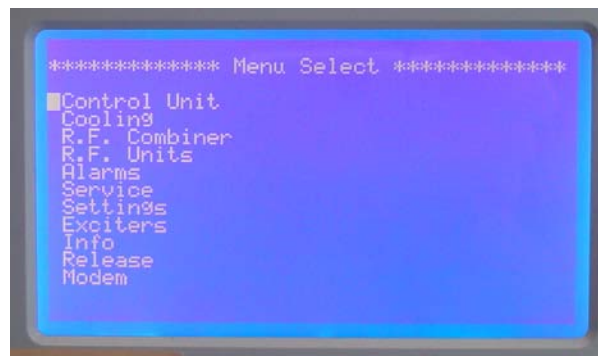 ************* Menu Select *************
Control Unit
Cooling
R.F. Combiner
R.F. Units
Alarms
Service
Settings
Exciters
Info
Release
Modem